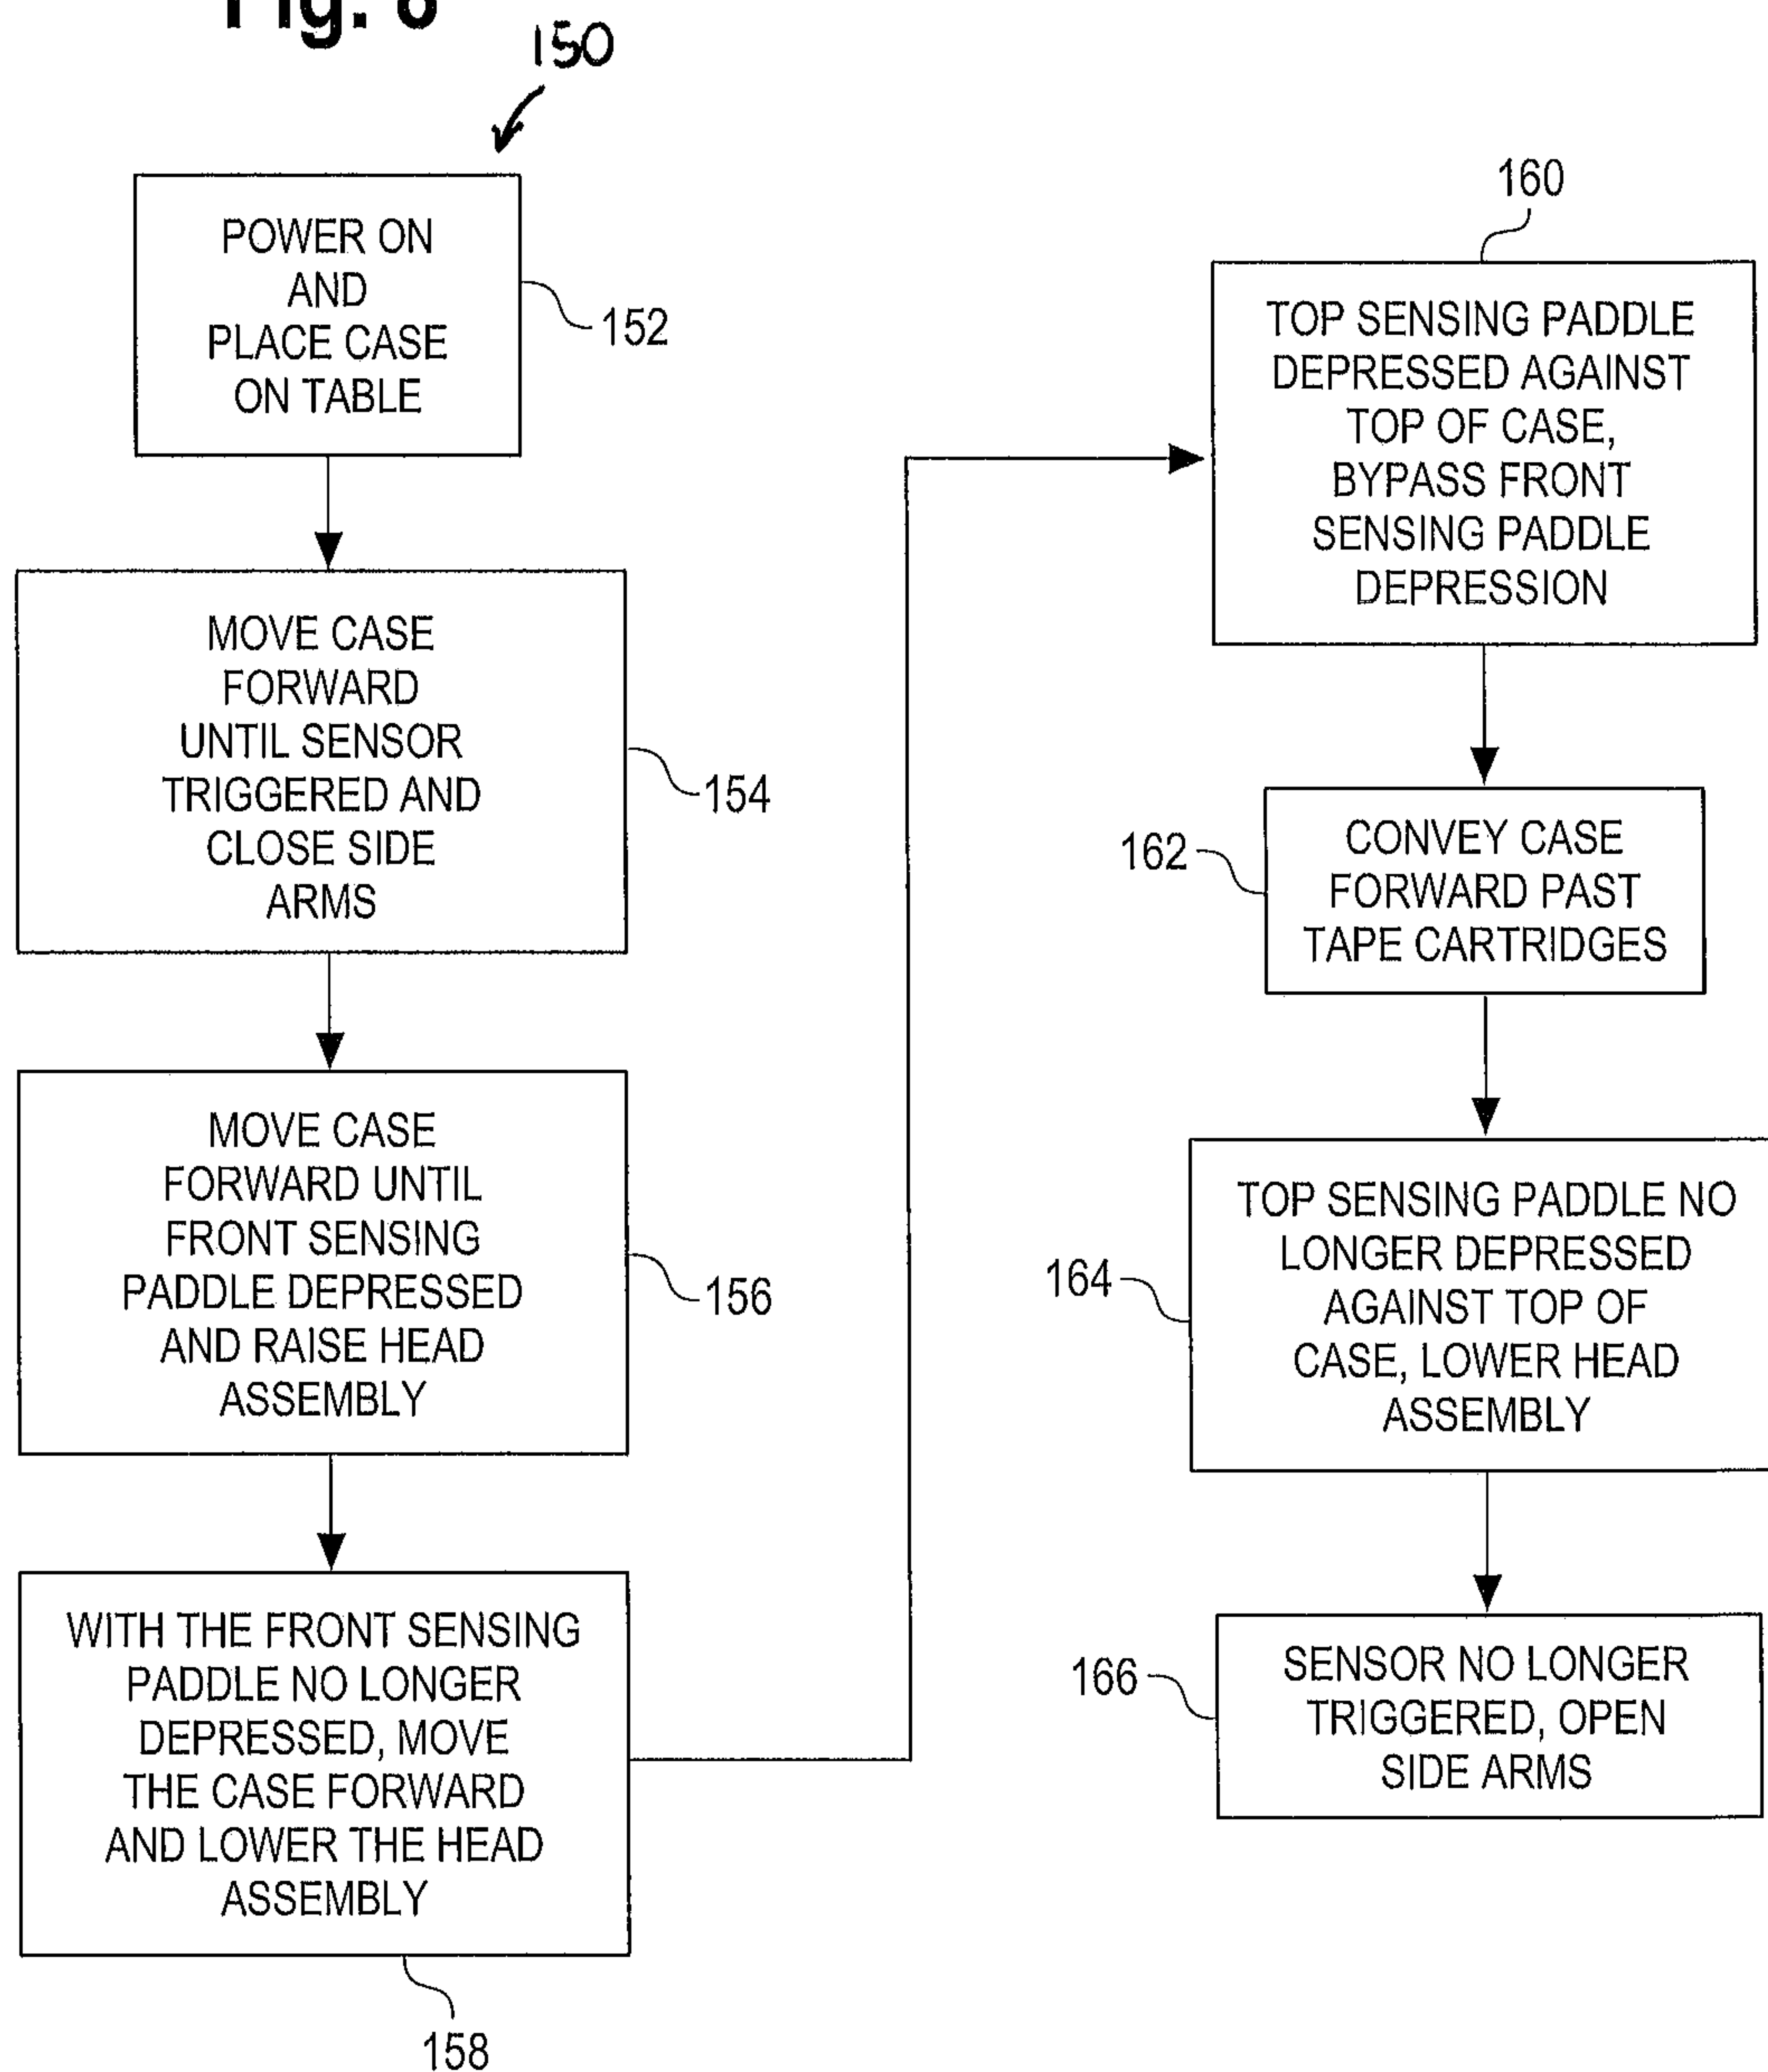 Fig.
150
POWER ON
AND
PLACE CASE
ON TABLE
152
MOVE CASE
FORWARD
UNTIL SENSOR
TRIGGERED AND
CLOSE SIDE
ARMS
154
MOVE CASE
FORWARD UNTIL
FRONT SENSING
PADDLE DEPRESSED
AND RAISE HEAD
ASSEMBLY
156
WITH THE FRONT SENSING
PADDLE NO LONGER
DEPRESSED, MOVE
THE CASE FORWARD
AND LOWER THE HEAD
ASSEMBLY
158
160
TOP SENSING PADDLE
DEPRESSED AGAINST
TOP OF CASE,
BYPASS FRONT
SENSING PADDLE
DEPRESSION
162
CONVEY CASE
FORWARD PAST
TAPE CARTRIDGES
164
TOP SENSING PADDLE NO
LONGER DEPRESSED
AGAINST TOP OF
CASE, LOWER HEAD
ASSEMBLY
166
SENSOR NO LONGER
TRIGGERED, OPEN
SIDE ARMS